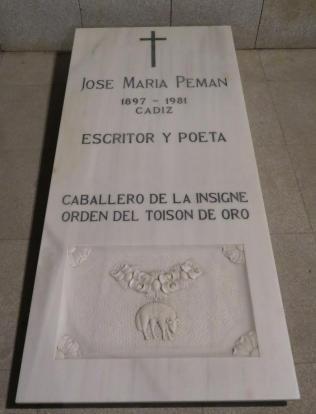 JOSE MARIA PEMAN
1897 - 1981
CADIZ
ESCRITOR Y POETA
CABALLERO DE LA INSIGNE
ORDEN DEL TOISON DE ORO